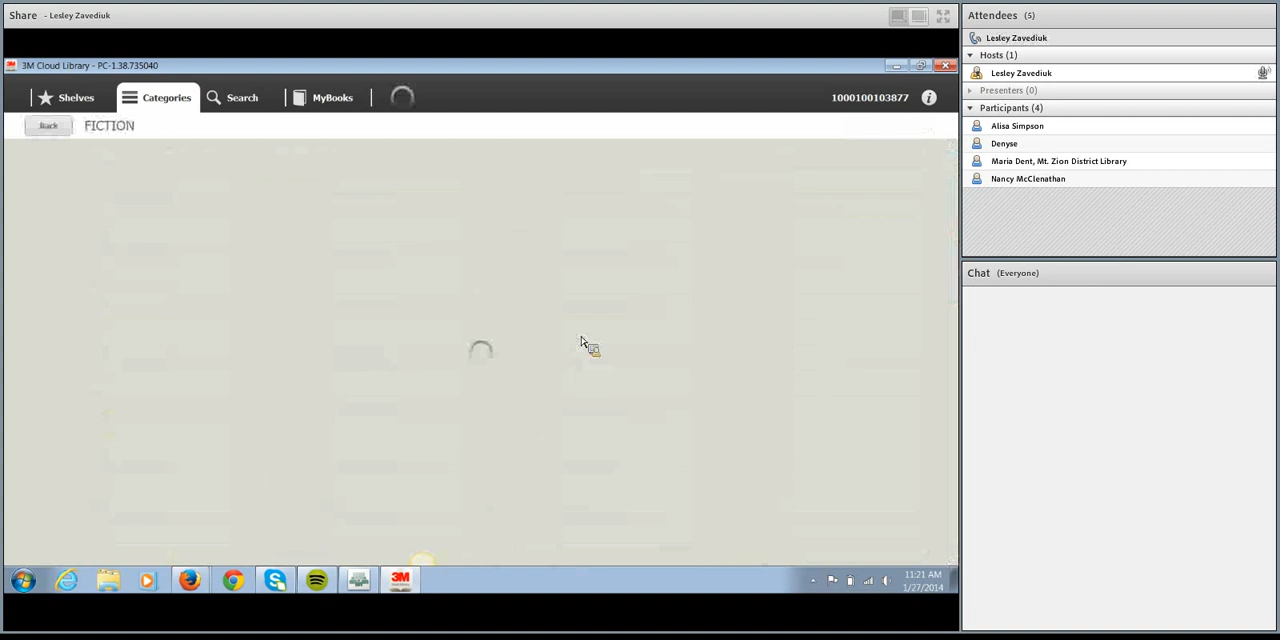 Share - Lesley Zavediuk
3M 3M Cloud Library - PC-1.38.735040
Shelves Categories Search MyBooks 1000100103877
Back FICTION
3M
11:21 AM
1/27/2014
Attendees (5)
Lesley Zavediuk
Hosts (1)
Lesley Zavediuk
Presenters (0)
Participants (4)
Alisa Simpson
Denyse
Maria Dent, Mt. Zion District Library
Nancy McClenathan
Chat (Everyone)